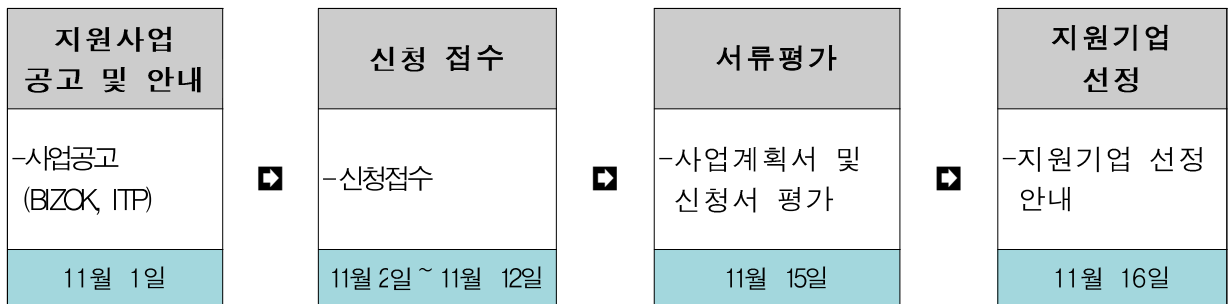 지원사업
공고 및 안내
-사업공고
(BIZOK, ITP)
11월 1일
신청 접수
-신청접수
11월 2일 ~ 11월 12일
서류평가
-사업계획서 및
신청서 평가
11월 15일
지원기업
선정
-지원기업 선정
안내
11월 16일